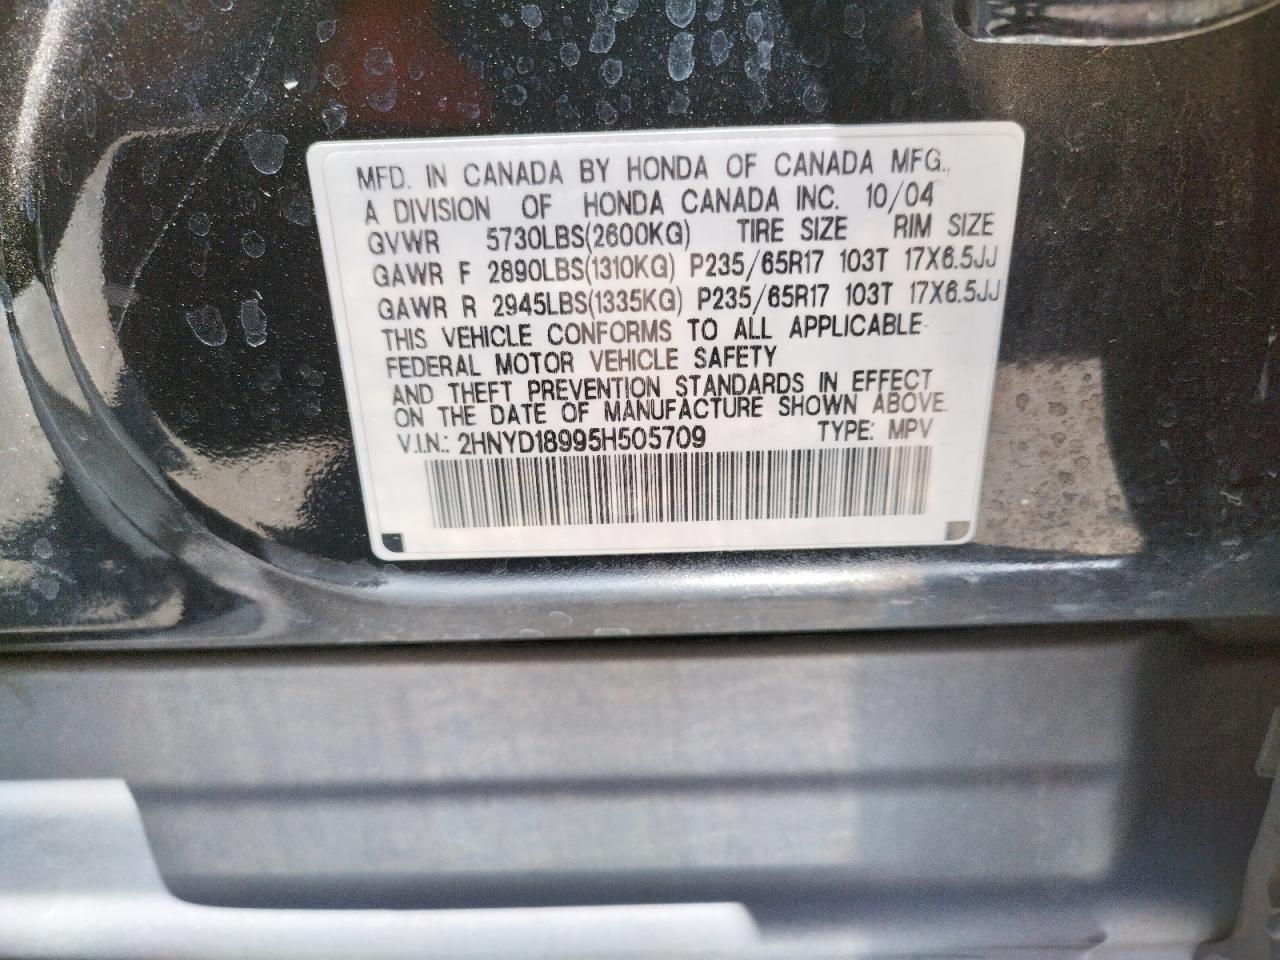 MFD. IN CANADA BY HONDA OF CANADA MFG.,
A DIVISION OF HONDA CANADA INC. 10/04
GVWR 5730LBS(2600KG) TIRE SIZE RIM SIZE
GAWR F 2890LBS(1310KG) P235/65R17 103T 17X6.5JJ
GAWR R 2945LBS(1335KG) P235/65R17 103T 17X6.5JJ
THIS VEHICLE CONFORMS TO ALL APPLICABLE
FEDERAL MOTOR VEHICLE SAFETY
AND THEFT PREVENTION STANDARDS IN EFFECT
ON THE DATE OF MANUFACTURE SHOWN ABOVE.
V.I.N.: 2HNYD18995H505709 TYPE: MPV